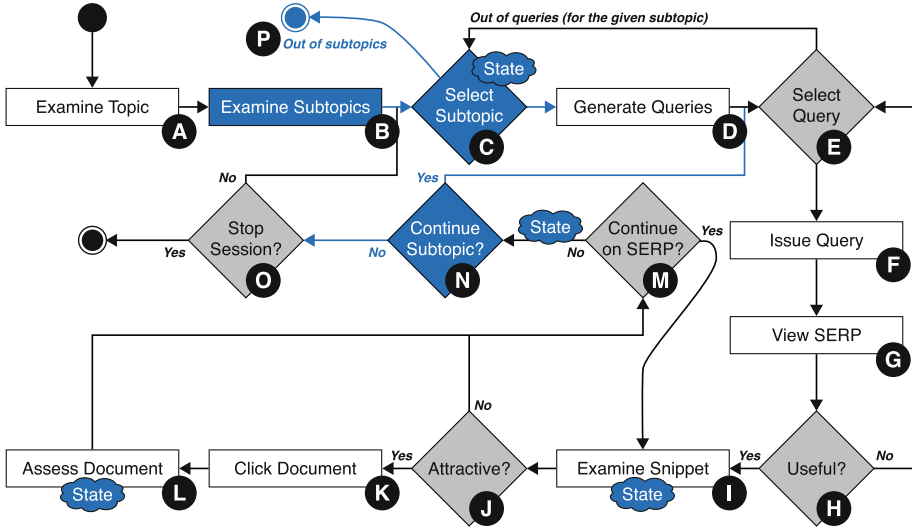 Out of queries (for the given subtopic)
P
Out of subtopics
State
Examine Topic
A
Examine Subtopics
B
Select
Subtopic
C
Generate Queries
D
Select
Query
E
No
Yes
Stop
Session?
O
Yes
Continue
Subtopic?
N
No
State
Continue
on SERP?
M
No
Yes
Issue Query
F
View SERP
G
No
Assess Document
State
L
Click Document
K
Yes
Attractive?
J
Examine Snippet
State
I
Yes
Useful?
H
No